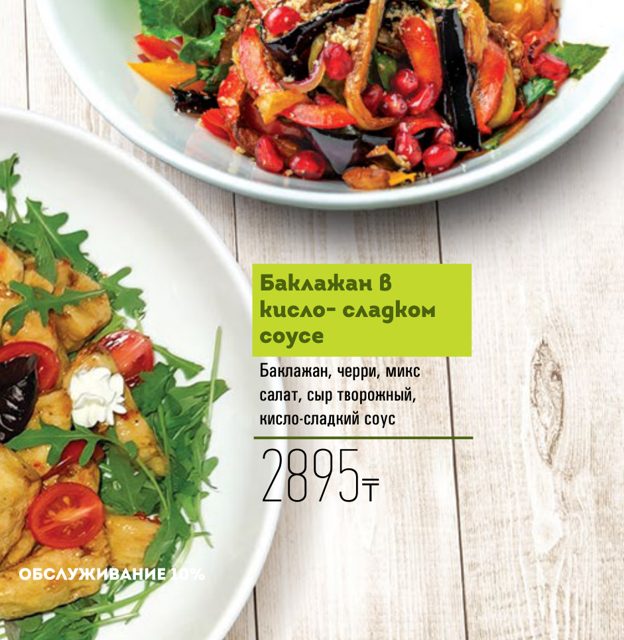 Баклажан в
кисло- сладком
соусе
Баклажан, черри, микс
салат, сыр творожный,
кисло-сладкий соус
2895₸
ОБСЛУЖИВАНИЕ 10%